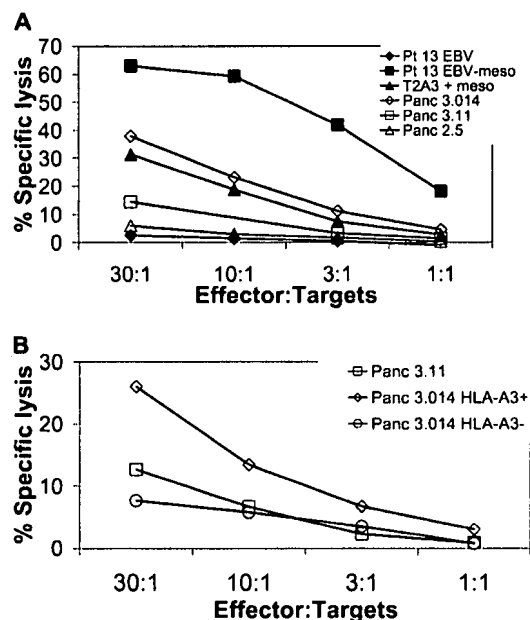 A
% Specific lysis
70
60
50
40
30
20
10
0
30:1 10:1 3:1 1:1
Effector:Targets
Pt 13 EBV
Pt 13 EBV-meso
T2A3 + meso
Panc 3.014
Panc 3.11
Panc 2.5
B
% Specific lysis
30
20
10
0
30:1 10:1 3:1 1:1
Effector:Targets
Panc 3.11
Panc 3.014 HLA-A3+
Panc 3.014 HLA-A3-